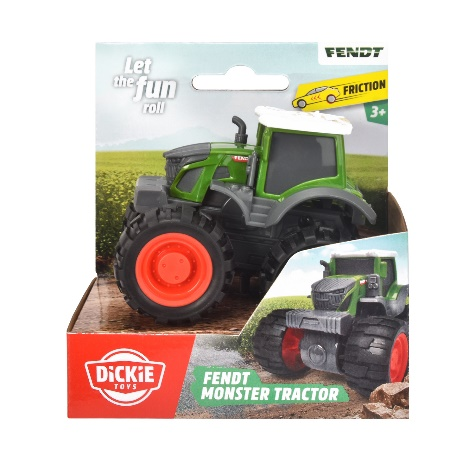 Let
the fun
roll
FENDT
FRICTION
3+
FENDT
DICKIE
TOYS
FENDT
MONSTER TRACTOR